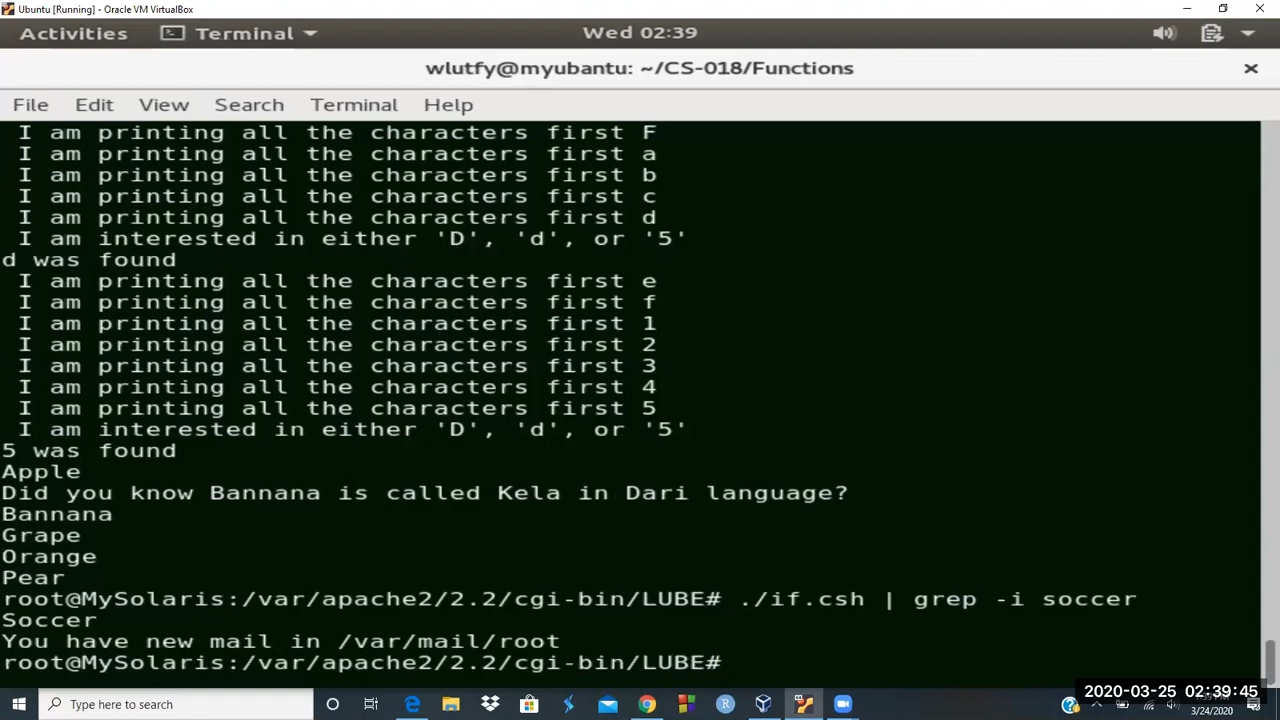 Ubuntu [Running] - Oracle VM VirtualBox
Activities Terminal Wed 02:39
wlutfy@myubantu: ~/CS-018/Functions
File Edit View Search Terminal Help
I am printing all the characters first F
I am printing all the characters first a
I am printing all the characters first b
I am printing all the characters first c
I am printing all the characters first d
I am interested in either 'D', 'd', or '5'
d was found
I am printing all the characters first e
I am printing all the characters first f
I am printing all the characters first 1
I am printing all the characters first 2
I am printing all the characters first 3
I am printing all the characters first 4
I am printing all the characters first 5
I am interested in either 'D', 'd', or '5'
5 was found
Apple
Did you know Bannana is called Kela in Dari language?
Bannana
Grape
Orange
Pear
root@MySolaris:/var/apache2/2.2/cgi-bin/LUBE# ./if.csh | grep -i soccer
Soccer
You have new mail in /var/mail/root
root@MySolaris:/var/apache2/2.2/cgi-bin/LUBE#
Type here to search
2020-03-25 02:39:45
3/24/2020